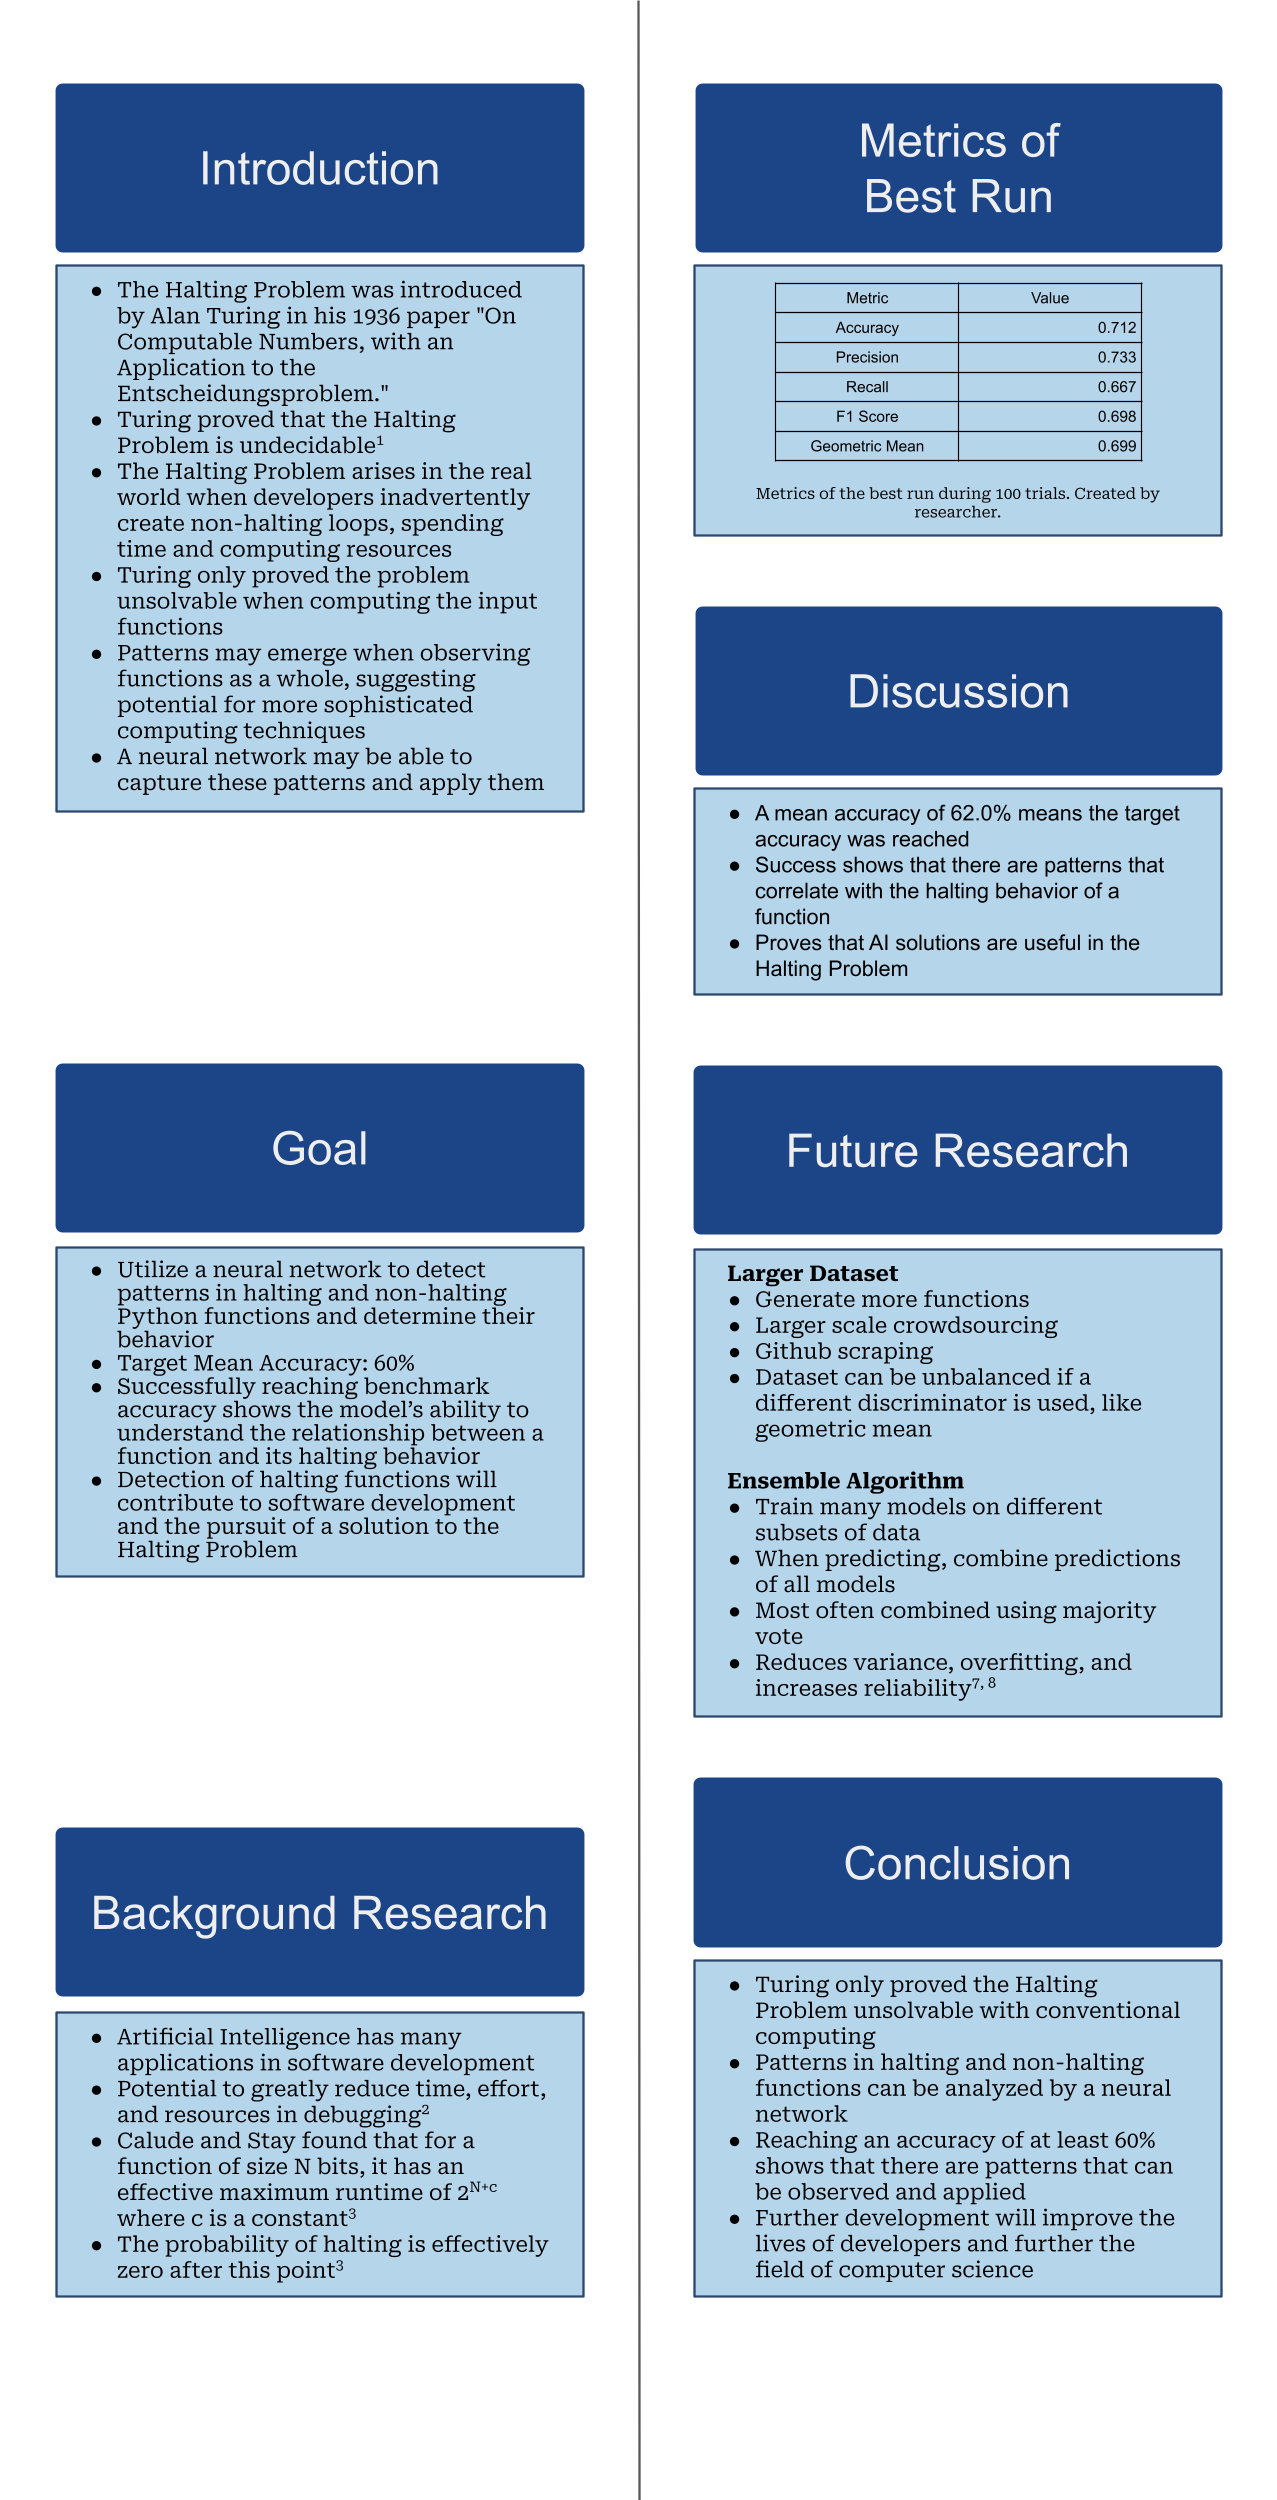 Introduction
● The Halting Problem was introduced
by Alan Turing in his 1936 paper "On
Computable Numbers, with an
Application to the
Entscheidungsproblem."
● Turing proved that the Halting
Problem is undecidable¹
● The Halting Problem arises in the real
world when developers inadvertently
create non-halting loops, spending
time and computing resources
● Turing only proved the problem
unsolvable when computing the input
functions
● Patterns may emerge when observing
functions as a whole, suggesting
potential for more sophisticated
computing techniques
● A neural network may be able to
capture these patterns and apply them
Goal
● Utilize a neural network to detect
patterns in halting and non-halting
Python functions and determine their
behavior
● Target Mean Accuracy: 60%
● Successfully reaching benchmark
accuracy shows the model’s ability to
understand the relationship between a
function and its halting behavior
● Detection of halting functions will
contribute to software development
and the pursuit of a solution to the
Halting Problem
Background Research
● Artificial Intelligence has many
applications in software development
● Potential to greatly reduce time, effort,
and resources in debugging²
● Calude and Stay found that for a
function of size N bits, it has an
effective maximum runtime of 2^N+c
where c is a constant³
● The probability of halting is effectively
zero after this point³
Metrics of
Best Run
Metric Value
Accuracy 0.712
Precision 0.733
Recall 0.667
F1 Score 0.698
Geometric Mean 0.699
Metrics of the best run during 100 trials. Created by
researcher.
Discussion
● A mean accuracy of 62.0% means the target
accuracy was reached
● Success shows that there are patterns that
correlate with the halting behavior of a
function
● Proves that AI solutions are useful in the
Halting Problem
Future Research
Larger Dataset
● Generate more functions
● Larger scale crowdsourcing
● Github scraping
● Dataset can be unbalanced if a
different discriminator is used, like
geometric mean
Ensemble Algorithm
● Train many models on different
subsets of data
● When predicting, combine predictions
of all models
● Most often combined using majority
vote
● Reduces variance, overfitting, and
increases reliability⁷, ⁸
Conclusion
● Turing only proved the Halting
Problem unsolvable with conventional
computing
● Patterns in halting and non-halting
functions can be analyzed by a neural
network
● Reaching an accuracy of at least 60%
shows that there are patterns that can
be observed and applied
● Further development will improve the
lives of developers and further the
field of computer science